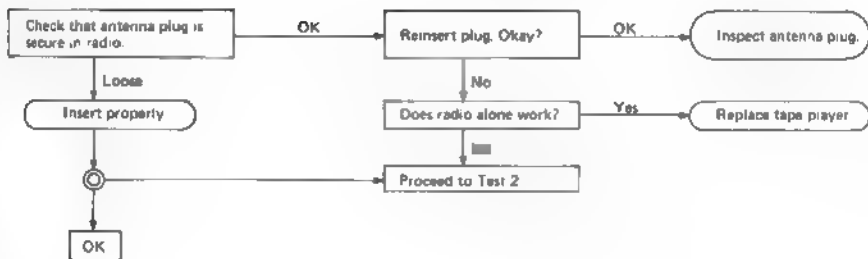 Check that antenna plug is
secure in radio.
OK
Reinsert plug. Okay?
OK
Inspect antenna plug.
Loose
No
Insert properly
Does radio alone work?
Yes
Replace tape player
Proceed to Test 2
OK